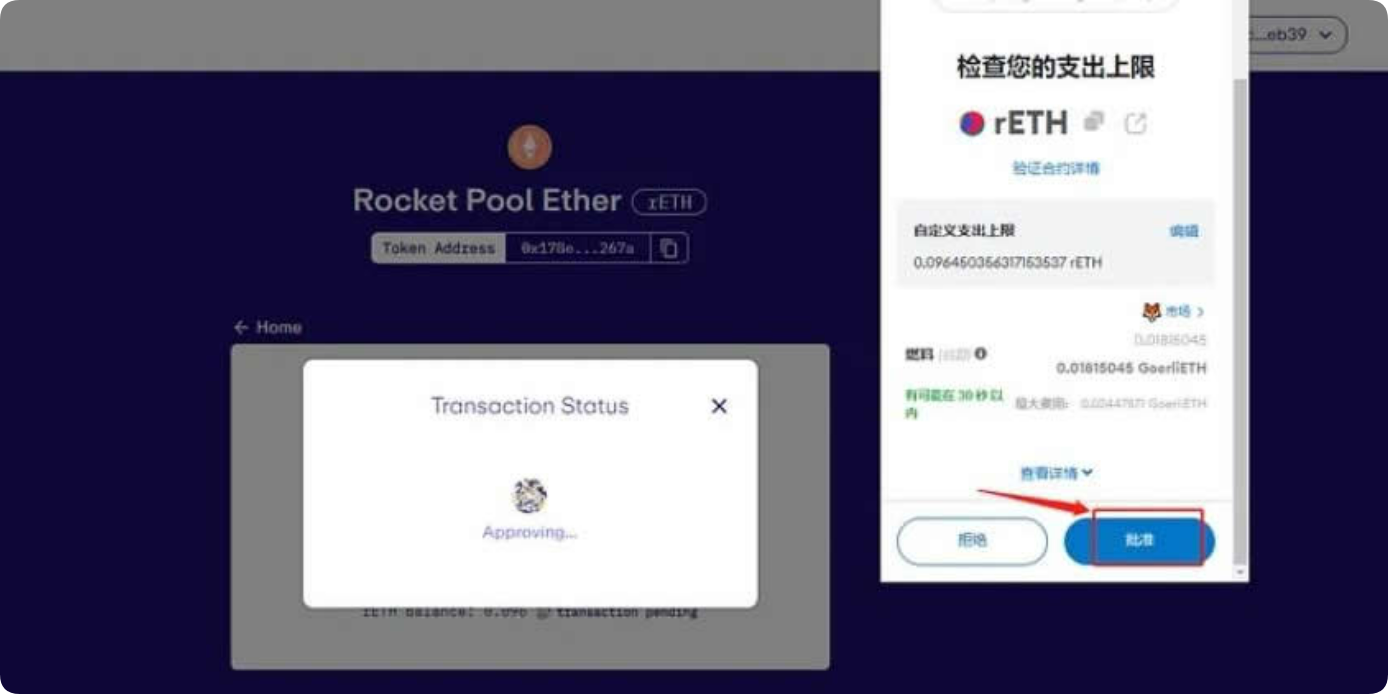 ...eb39
Rocket Pool Ether rETH
Token Address 0x178e...267a
← Home
Transaction Status
Approving...
rETH balance: 0.096 transaction pending
检查您的支出上限
rETH
验证合约详情
自定义支出上限 编辑
0.096450356317153537 rETH
市场
0.01815045
燃料 0.01815045 GoerliETH
有可能在 30 秒以
内
最大费用: GoerliETH
查看详情
拒绝 批准